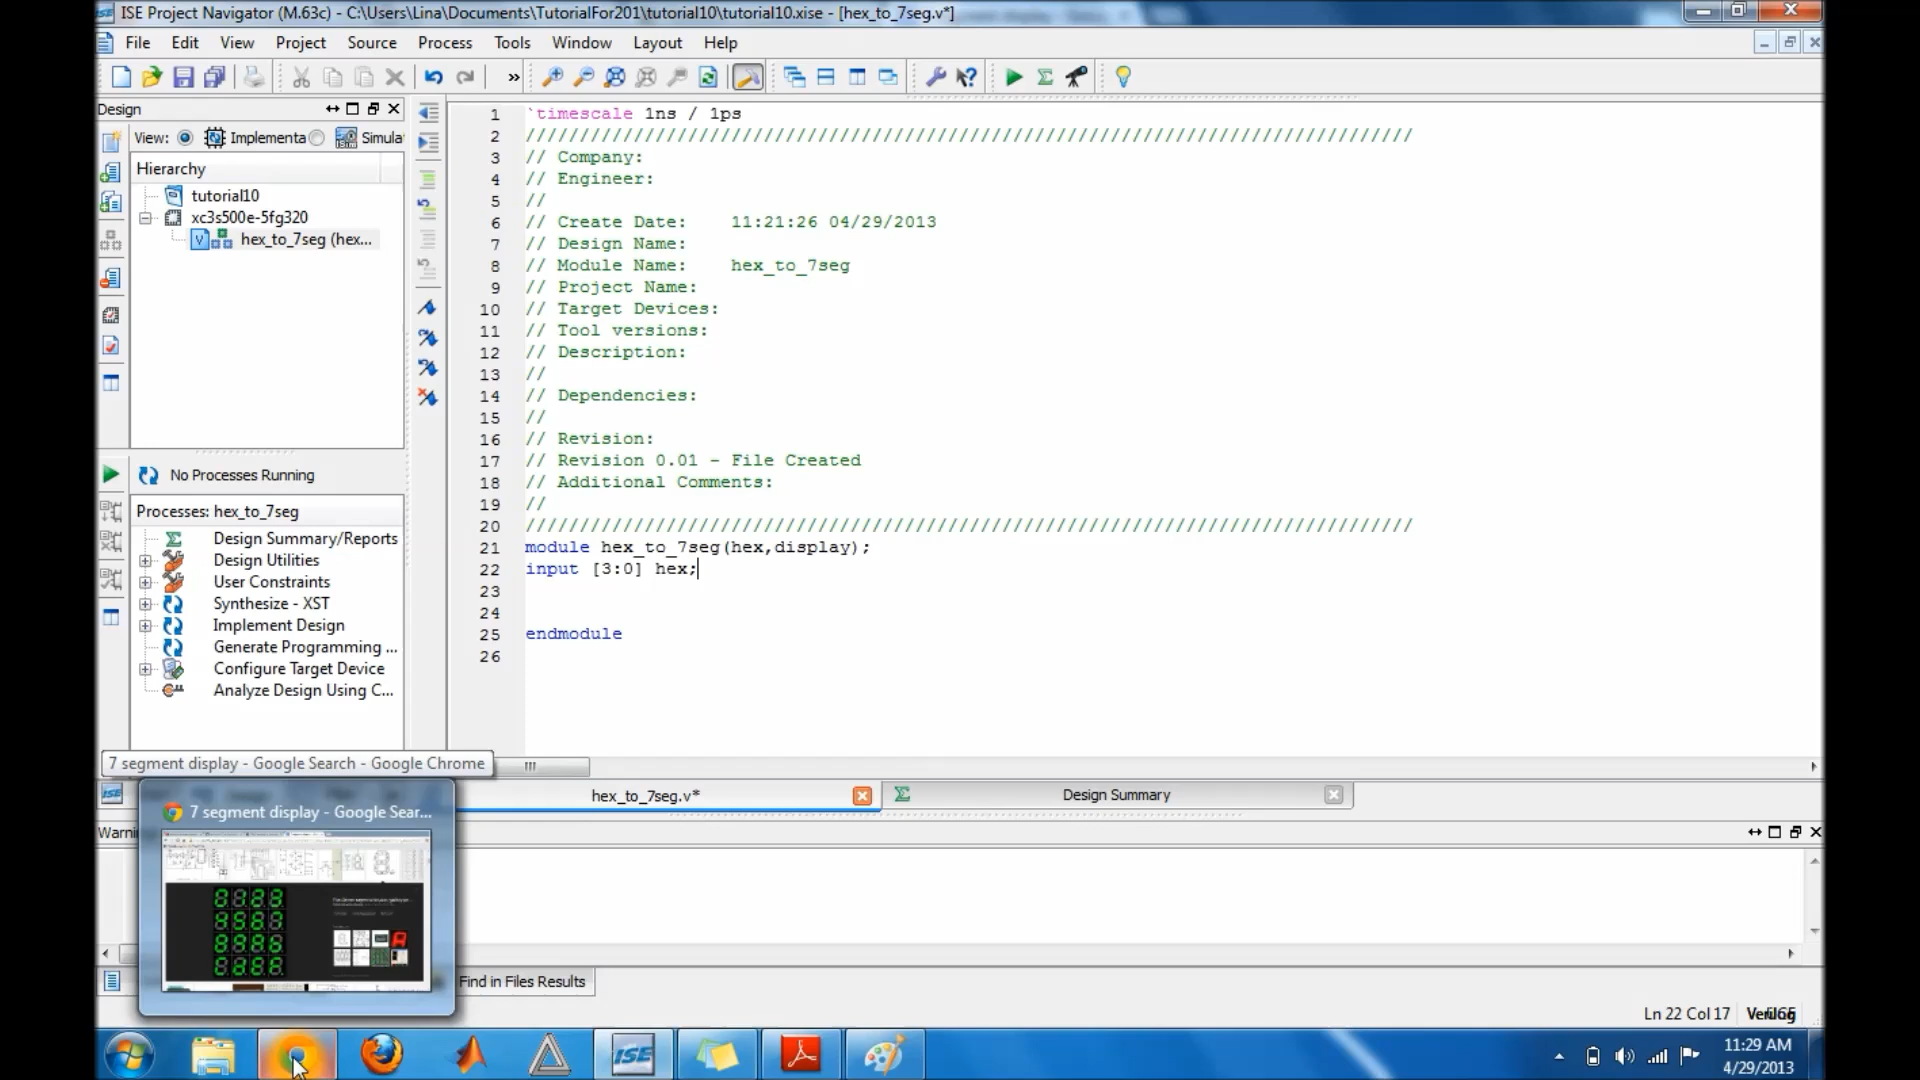 ISE Project Navigator (M.63c) - C:\Users\Lina\Documents\TutorialFor201\tutorial10\tutorial10.xise - [hex_to_7seg.v*]
File Edit View Project Source Process Tools Window Layout Help
Design
View: Implementa Simulat
Hierarchy
tutorial10
xc3s500e-5fg320
hex_to_7seg (hex...
No Processes Running
Processes: hex_to_7seg
Design Summary/Reports
Design Utilities
User Constraints
Synthesize - XST
Implement Design
Generate Programming ...
Configure Target Device
Analyze Design Using C...
1 `timescale 1ns / 1ps
2 //////////////////////////////////////////////////////////////////////////////////
3 // Company:
4 // Engineer:
5 //
6 // Create Date:    11:21:26 04/29/2013
7 // Design Name:
8 // Module Name:    hex_to_7seg
9 // Project Name:
10 // Target Devices:
11 // Tool versions:
12 // Description:
13 //
14 // Dependencies:
15 //
16 // Revision:
17 // Revision 0.01 - File Created
18 // Additional Comments:
19 //
20 //////////////////////////////////////////////////////////////////////////////////
21 module hex_to_7seg(hex,display);
22 input [3:0] hex;
23
24
25 endmodule
26
7 segment display - Google Search - Google Chrome
hex_to_7seg.v*
Design Summary
7 segment display - Google Sear...
Find in Files Results
Ln 22 Col 17
Verilog
ISE
11:29 AM
4/29/2013